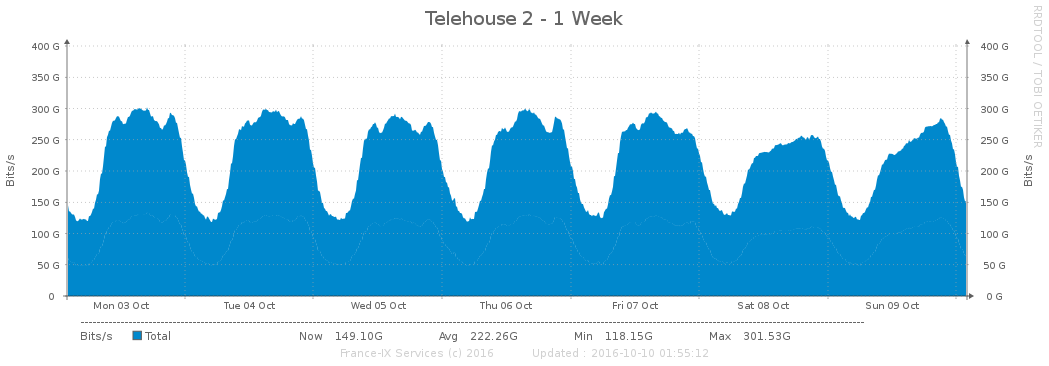 Telehouse 2 - 1 Week
RRDTOOL / TOBI OETIKER
400 G 400 G
350 G 350 G
300 G 300 G
250 G 250 G
200 G 200 G
150 G 150 G
100 G 100 G
50 G 50 G
0 0 G
Bits/s
Bits/s
Mon 03 Oct Tue 04 Oct Wed 05 Oct Thu 06 Oct Fri 07 Oct Sat 08 Oct Sun 09 Oct
Bits/s Total Now 149.10G Avg 222.26G Min 118.15G Max 301.53G
France-IX Services (c) 2016 Updated : 2016-10-10 01:55:12